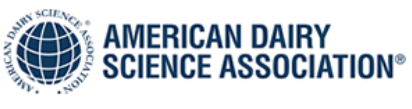 AMERICAN DAIRY SCIENCE ASSOCIATION
AMERICAN DAIRY
SCIENCE ASSOCIATION®